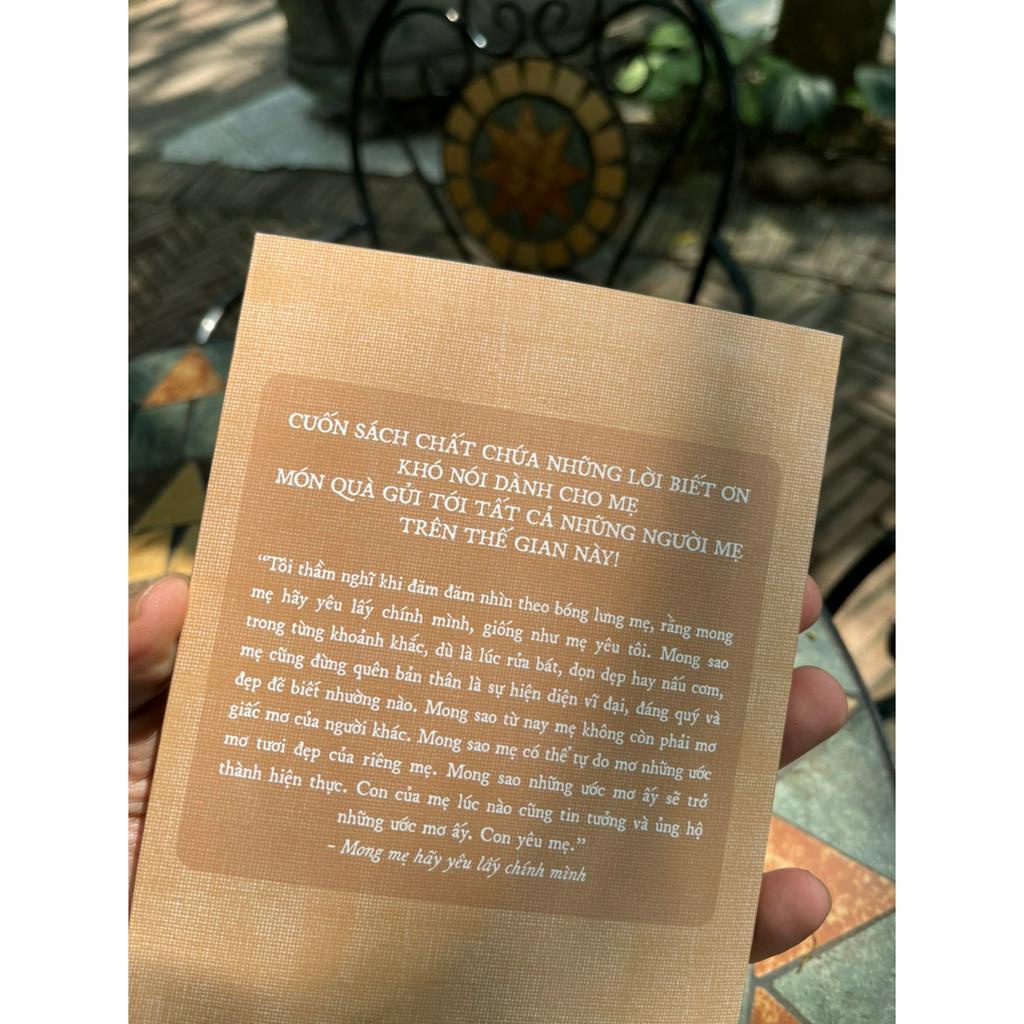 CUỐN SÁCH CHẤT CHỨA NHỮNG LỜI BIẾT ƠN
KHÓ NÓI DÀNH CHO MẸ
MÓN QUÀ GỬI TỚI TẤT CẢ NHỮNG NGƯỜI MẸ
TRÊN THẾ GIAN NÀY!
“Tôi thầm nghĩ khi đăm đăm nhìn theo bóng lưng mẹ, rằng mong
mẹ hãy yêu lấy chính mình, giống như mẹ yêu tôi. Mong sao
trong từng khoảnh khắc, dù là lúc rửa bát, dọn dẹp hay nấu cơm,
mẹ cũng đừng quên bản thân là sự hiện diện vĩ đại, đáng quý và
đẹp đẽ biết nhường nào. Mong sao từ nay mẹ không còn phải mơ
giấc mơ của người khác. Mong sao mẹ có thể tự do mơ những ước
mơ tươi đẹp của riêng mẹ. Mong sao những ước mơ ấy sẽ trở
thành hiện thực. Con của mẹ lúc nào cũng tin tưởng và ủng hộ
những ước mơ ấy. Con yêu mẹ.”
– Mong mẹ hãy yêu lấy chính mình